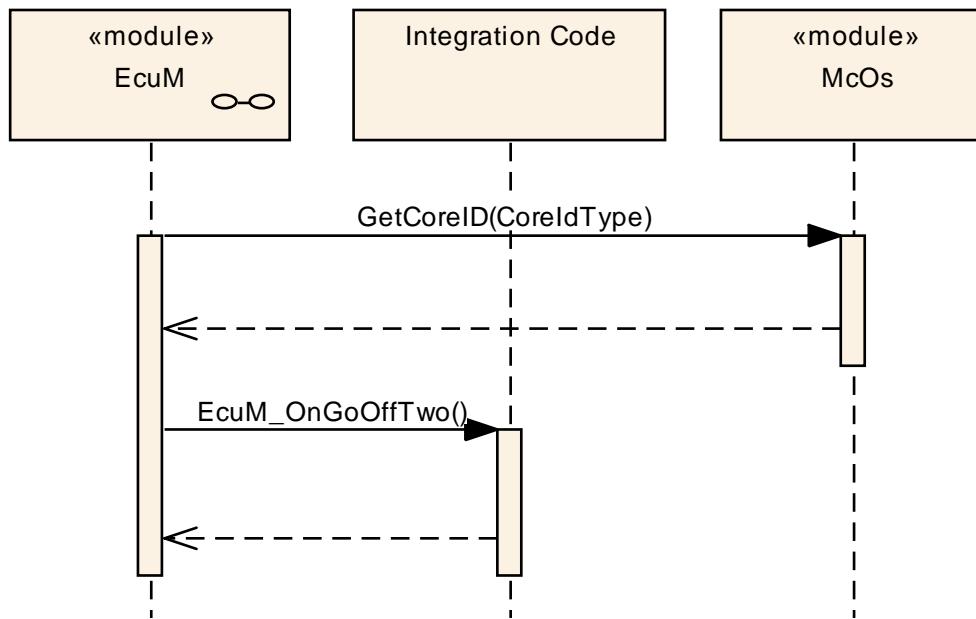 «module»
EcuM
Integration Code
«module»
McOs
GetCoreID(CoreIdType)
EcuM_OnGoOffTwo()